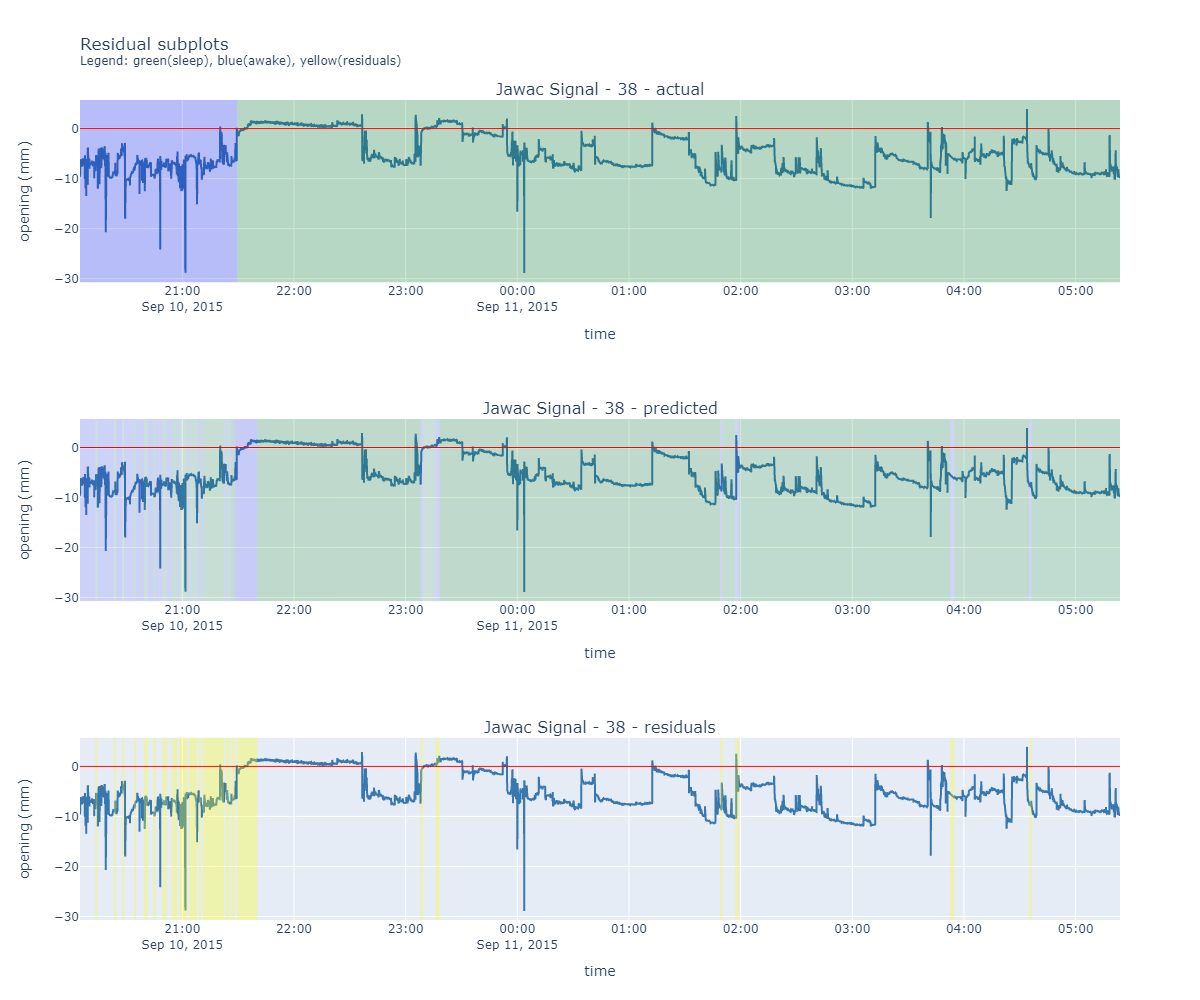 Residual subplots
Legend: green(sleep), blue(awake), yellow(residuals)
Jawac Signal - 38 - actual
opening (mm)
0
−10
−20
−30
21:00 22:00 23:00 00:00 01:00 02:00 03:00 04:00 05:00
Sep 10, 2015 Sep 11, 2015
time
Jawac Signal - 38 - predicted
opening (mm)
0
−10
−20
−30
21:00 22:00 23:00 00:00 01:00 02:00 03:00 04:00 05:00
Sep 10, 2015 Sep 11, 2015
time
Jawac Signal - 38 - residuals
opening (mm)
0
−10
−20
−30
21:00 22:00 23:00 00:00 01:00 02:00 03:00 04:00 05:00
Sep 10, 2015 Sep 11, 2015
time